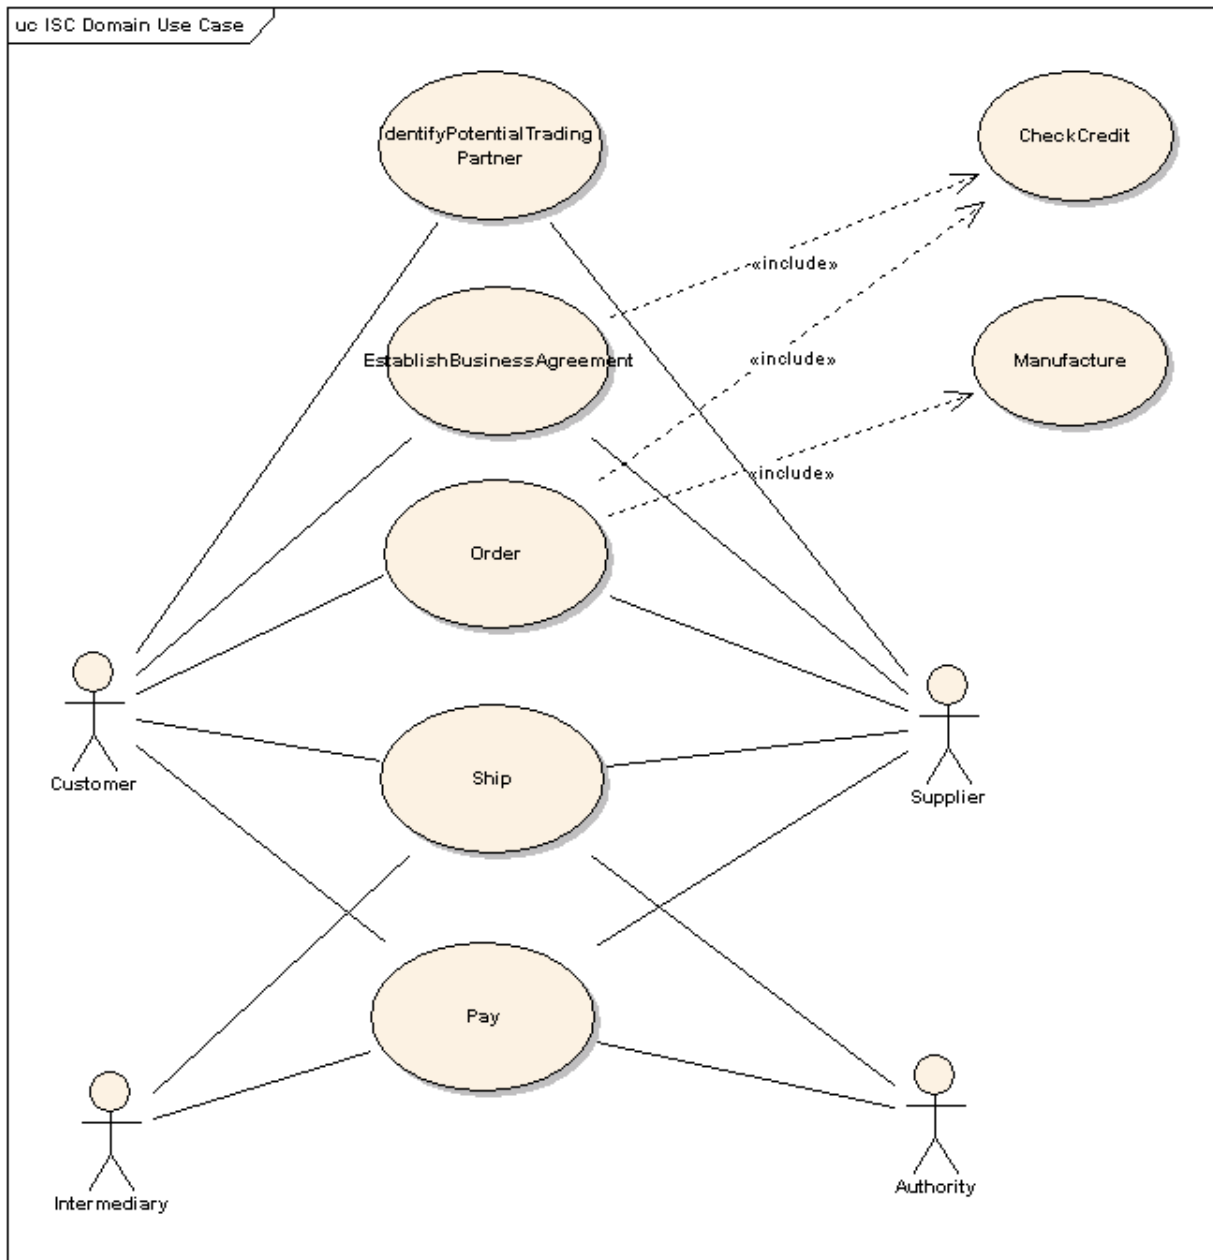 uc ISC Domain Use Case
dentifyPotentialTrading
Partner
CheckCredit
«include»
EstablishBusinessAgreement
«include»
Manufacture
«include»
Order
Ship
Customer
Supplier
Pay
Intermediary
Authority